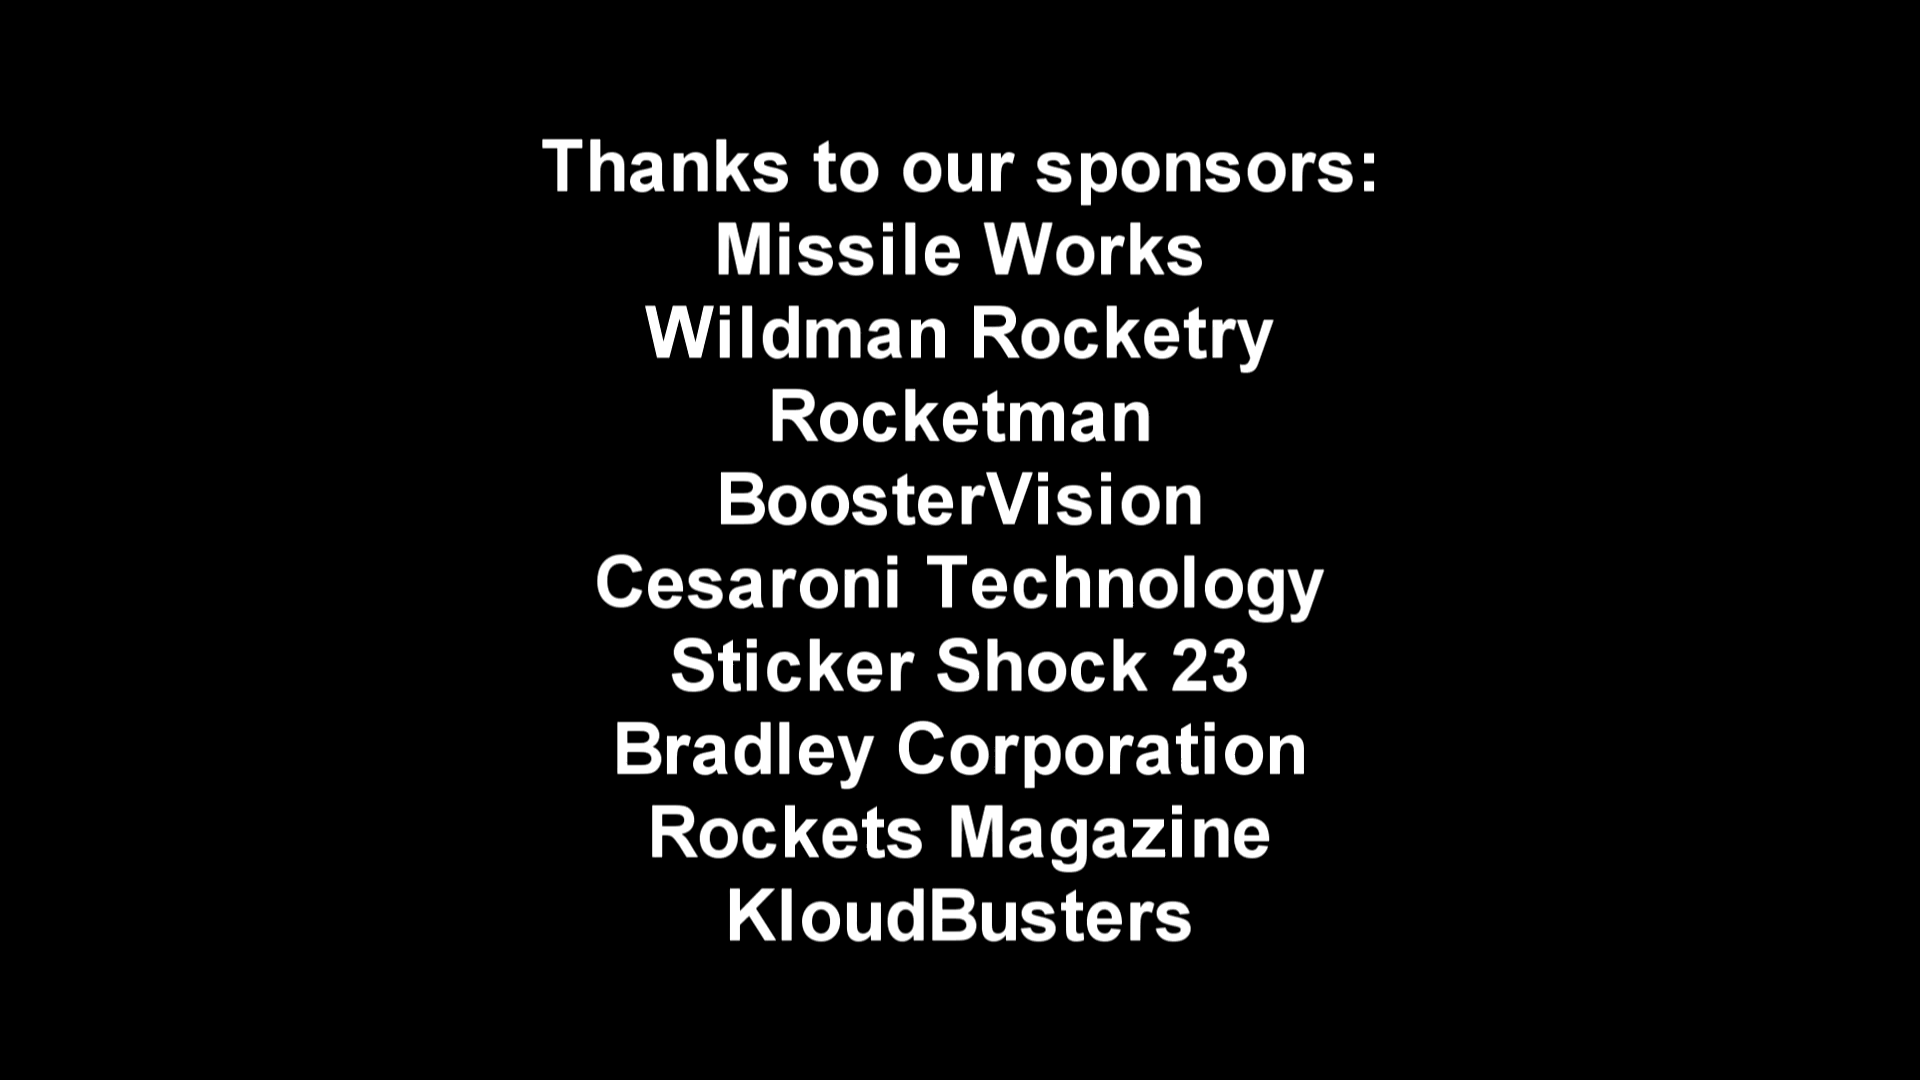 Thanks to our sponsors:
Missile Works
Wildman Rocketry
Rocketman
BoosterVision
Cesaroni Technology
Sticker Shock 23
Bradley Corporation
Rockets Magazine
KloudBusters